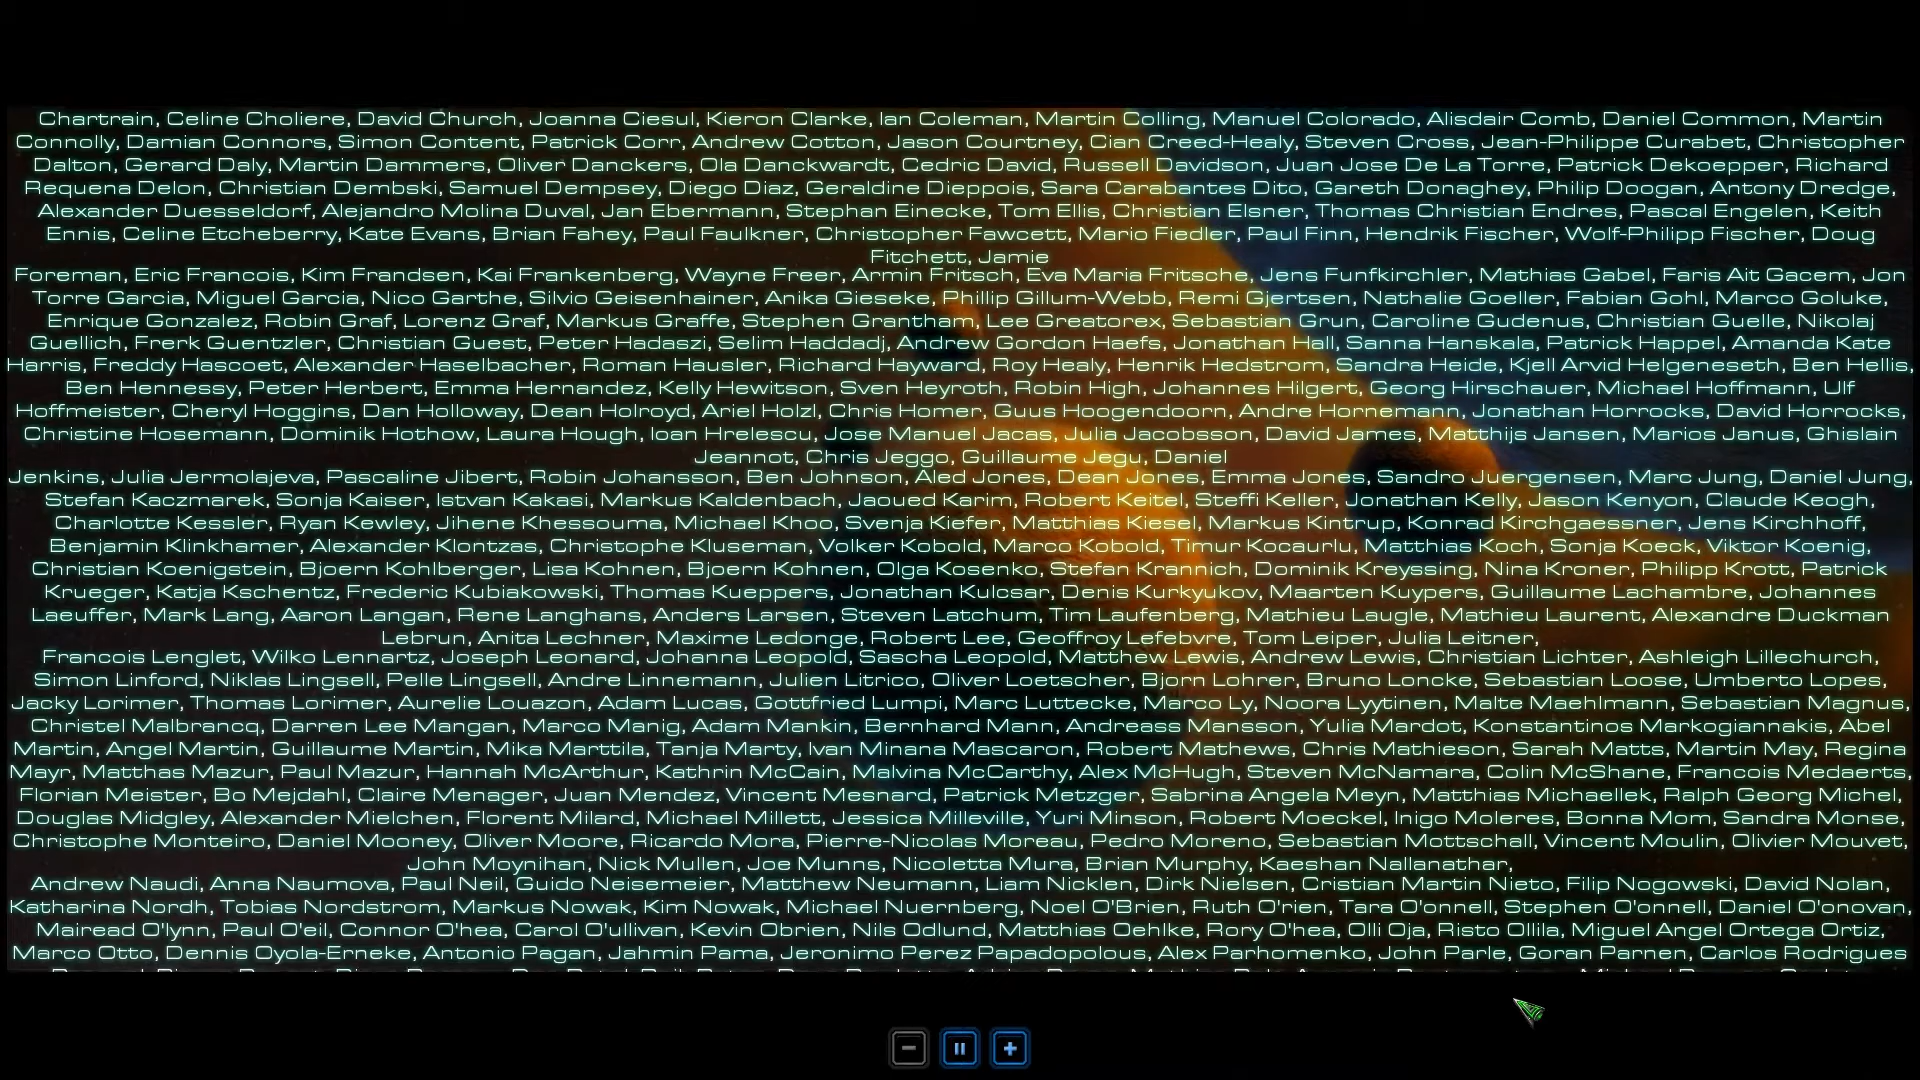 Chartrain, Celine Choliere, David Church, Joanna Ciesul, Kieron Clarke, Ian Coleman, Martin Colling, Manuel Colorado, Alisdair Comb, Daniel Common, Martin
Connolly, Damian Connors, Simon Content, Patrick Corr, Andrew Cotton, Jason Courtney, Cian Creed-Healy, Steven Cross, Jean-Philippe Curabet, Christopher
Dalton, Gerard Daly, Martin Dammers, Oliver Danckers, Ola Danckwardt, Cedric David, Russell Davidson, Juan Jose De La Torre, Patrick Dekoepper, Richard
Requena Delon, Christian Dembski, Samuel Dempsey, Diego Diaz, Geraldine Dieppois, Sara Carabantes Dito, Gareth Donaghey, Philip Doogan, Antony Dredge,
Alexander Duesseldorf, Alejandro Molina Duval, Jan Ebermann, Stephan Einecke, Tom Ellis, Christian Elsner, Thomas Christian Endres, Pascal Engelen, Keith
Ennis, Celine Etcheberry, Kate Evans, Brian Fahey, Paul Faulkner, Christopher Fawcett, Mario Fiedler, Paul Finn, Hendrik Fischer, Wolf-Philipp Fischer, Doug
Fitchett, Jamie
Foreman, Eric Francois, Kim Frandsen, Kai Frankenberg, Wayne Freer, Armin Fritsch, Eva Maria Fritsche, Jens Funfkirchler, Mathias Gabel, Faris Ait Gacem, Jon
Torre Garcia, Miguel Garcia, Nico Garthe, Silvio Geisenhainer, Anika Gieseke, Phillip Gillum-Webb, Remi Gjertsen, Nathalie Goeller, Fabian Gohl, Marco Goluke,
Enrique Gonzalez, Robin Graf, Lorenz Graf, Markus Graffe, Stephen Grantham, Lee Greatorex, Sebastian Grun, Caroline Gudenus, Christian Guelle, Nikolaj
Guellich, Frerk Guentzler, Christian Guest, Peter Hadaszi, Selim Haddadj, Andrew Gordon Haefs, Jonathan Hall, Sanna Hanskala, Patrick Happel, Amanda Kate
Harris, Freddy Hascoet, Alexander Haselbacher, Roman Hausler, Richard Hayward, Roy Healy, Henrik Hedstrom, Sandra Heide, Kjell Arvid Helgeneseth, Ben Hellis,
Ben Hennessy, Peter Herbert, Emma Hernandez, Kelly Hewitson, Sven Heyroth, Robin High, Johannes Hilgert, Georg Hirschauer, Michael Hoffmann, Ulf
Hoffmeister, Cheryl Hoggins, Dan Holloway, Dean Holroyd, Ariel Holzl, Chris Homer, Guus Hoogendoorn, Andre Hornemann, Jonathan Horrocks, David Horrocks,
Christine Hosemann, Dominik Hothow, Laura Hough, Ioan Hrelescu, Jose Manuel Jacas, Julia Jacobsson, David James, Matthijs Jansen, Marios Janus, Ghislain
Jeannot, Chris Jeggo, Guillaume Jegu, Daniel
Jenkins, Julia Jermolajeva, Pascaline Jibert, Robin Johansson, Ben Johnson, Aled Jones, Dean Jones, Emma Jones, Sandro Juergensen, Marc Jung, Daniel Jung,
Stefan Kaczmarek, Sonja Kaiser, Istvan Kakasi, Markus Kaldenbach, Jaoued Karim, Robert Keitel, Steffi Keller, Jonathan Kelly, Jason Kenyon, Claude Keogh,
Charlotte Kessler, Ryan Kewley, Jihene Khessouma, Michael Khoo, Svenja Kiefer, Matthias Kiesel, Markus Kintrup, Konrad Kirchgaessner, Jens Kirchhoff,
Benjamin Klinkhamer, Alexander Klontzas, Christophe Kluseman, Volker Kobold, Marco Kobold, Timur Kocaurlu, Matthias Koch, Sonja Koeck, Viktor Koenig,
Christian Koenigstein, Bjoern Kohlberger, Lisa Kohnen, Bjoern Kohnen, Olga Kosenko, Stefan Krannich, Dominik Kreyssing, Nina Kroner, Philipp Krott, Patrick
Krueger, Katja Kschentz, Frederic Kubiakowski, Thomas Kueppers, Jonathan Kulcsar, Denis Kurkyukov, Maarten Kuypers, Guillaume Lachambre, Johannes
Laeuffer, Mark Lang, Aaron Langan, Rene Langhans, Anders Larsen, Steven Latchum, Tim Laufenberg, Mathieu Laugle, Mathieu Laurent, Alexandre Duckman
Lebrun, Anita Lechner, Maxime Ledonge, Robert Lee, Geoffroy Lefebvre, Tom Leiper, Julia Leitner,
Francois Lenglet, Wilko Lennartz, Joseph Leonard, Johanna Leopold, Sascha Leopold, Matthew Lewis, Andrew Lewis, Christian Lichter, Ashleigh Lillechurch,
Simon Linford, Niklas Lingsell, Pelle Lingsell, Andre Linnemann, Julien Litrico, Oliver Loetscher, Bjorn Lohrer, Bruno Loncke, Sebastian Loose, Umberto Lopes,
Jacky Lorimer, Thomas Lorimer, Aurelie Louazon, Adam Lucas, Gottfried Lumpi, Marc Luttecke, Marco Ly, Noora Lyytinen, Malte Maehlmann, Sebastian Magnus,
Christel Malbrancq, Darren Lee Mangan, Marco Manig, Adam Mankin, Bernhard Mann, Andreass Mansson, Yulia Mardot, Konstantinos Markogiannakis, Abel
Martin, Angel Martin, Guillaume Martin, Mika Marttila, Tanja Marty, Ivan Minana Mascaron, Robert Mathews, Chris Mathieson, Sarah Matts, Martin May, Regina
Mayr, Matthas Mazur, Paul Mazur, Hannah McArthur, Kathrin McCain, Malvina McCarthy, Alex McHugh, Steven McNamara, Colin McShane, Francois Medaerts,
Florian Meister, Bo Mejdahl, Claire Menager, Juan Mendez, Vincent Mesnard, Patrick Metzger, Sabrina Angela Meyn, Matthias Michaellek, Ralph Georg Michel,
Douglas Midgley, Alexander Mielchen, Florent Milard, Michael Millett, Jessica Milleville, Yuri Minson, Robert Moeckel, Inigo Moleres, Bonna Mom, Sandra Monse,
Christophe Monteiro, Daniel Mooney, Oliver Moore, Ricardo Mora, Pierre-Nicolas Moreau, Pedro Moreno, Sebastian Mottschall, Vincent Moulin, Olivier Mouvet,
John Moynihan, Nick Mullen, Joe Munns, Nicoletta Mura, Brian Murphy, Kaeshan Nallanathar,
Andrew Naudi, Anna Naumova, Paul Neil, Guido Neisemeier, Matthew Neumann, Liam Nicklen, Dirk Nielsen, Cristian Martin Nieto, Filip Nogowski, David Nolan,
Katharina Nordh, Tobias Nordstrom, Markus Nowak, Kim Nowak, Michael Nuernberg, Noel O'Brien, Ruth O'rien, Tara O'onnell, Stephen O'onnell, Daniel O'onovan,
Mairead O'lynn, Paul O'eil, Connor O'hea, Carol O'ullivan, Kevin Obrien, Nils Odlund, Matthias Oehlke, Rory O'hea, Olli Oja, Risto Ollila, Miguel Angel Ortega Ortiz,
Marco Otto, Dennis Oyola-Erneke, Antonio Pagan, Jahmin Pama, Jeronimo Perez Papadopolous, Alex Parhomenko, John Parle, Goran Parnen, Carlos Rodrigues